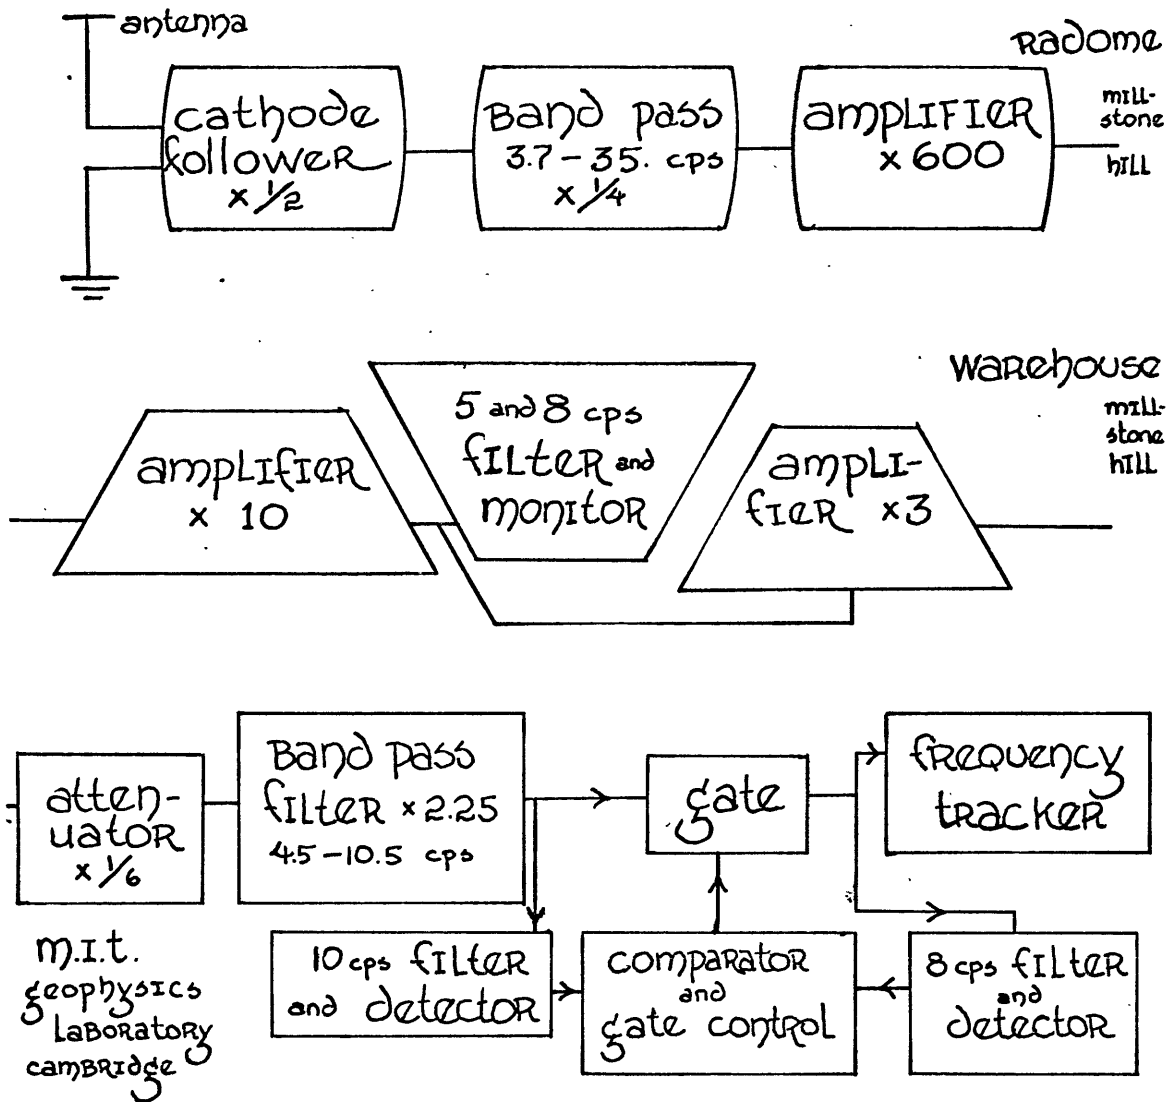 antenna
Radome
mill-
stone
hill
cathode
follower
x 1/2
Band pass
3.7 - 35. cps
x 1/4
amplifier
x 600
warehouse
mill-
stone
hill
amplifier
x 10
5 and 8 cps
filter and
monitor
ampli-
fier x3
atten-
uator
x 1/6
Band pass
filter x 2.25
4.5 - 10.5 cps
gate
frequency
tracker
10 cps filter
and detector
comparator
and
gate control
8 cps filter
and
detector
m.i.t.
geophysics
laboratory
cambridge